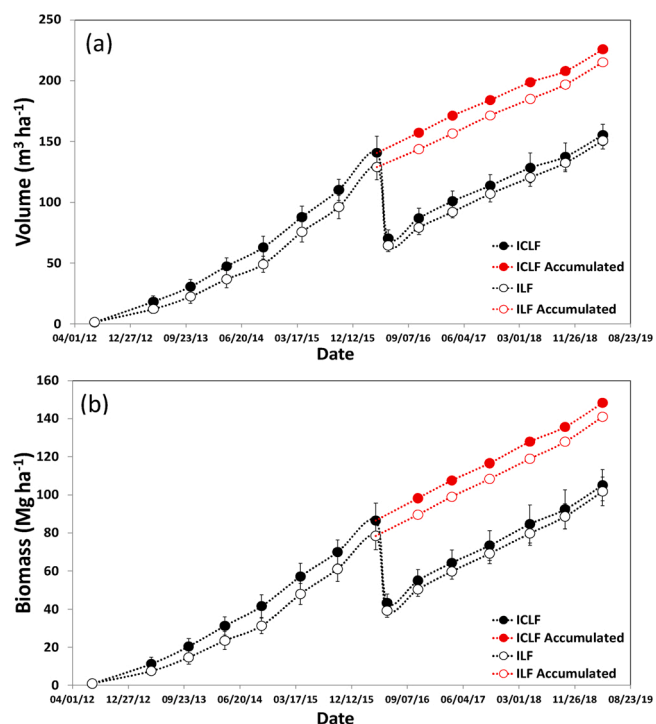 (a)
250
200
150
100
50
0
Volume (m³ ha⁻¹)
ICLF
ICLF Accumulated
ILF
ILF Accumulated
04/01/12 12/27/12 09/23/13 06/20/14 03/17/15 12/12/15 09/07/16 06/04/17 03/01/18 11/26/18 08/23/19
Date
(b)
160
140
120
100
80
60
40
20
0
Biomass (Mg ha⁻¹)
ICLF
ICLF Accumulated
ILF
ILF Accumulated
04/01/12 12/27/12 09/23/13 06/20/14 03/17/15 12/12/15 09/07/16 06/04/17 03/01/18 11/26/18 08/23/19
Date